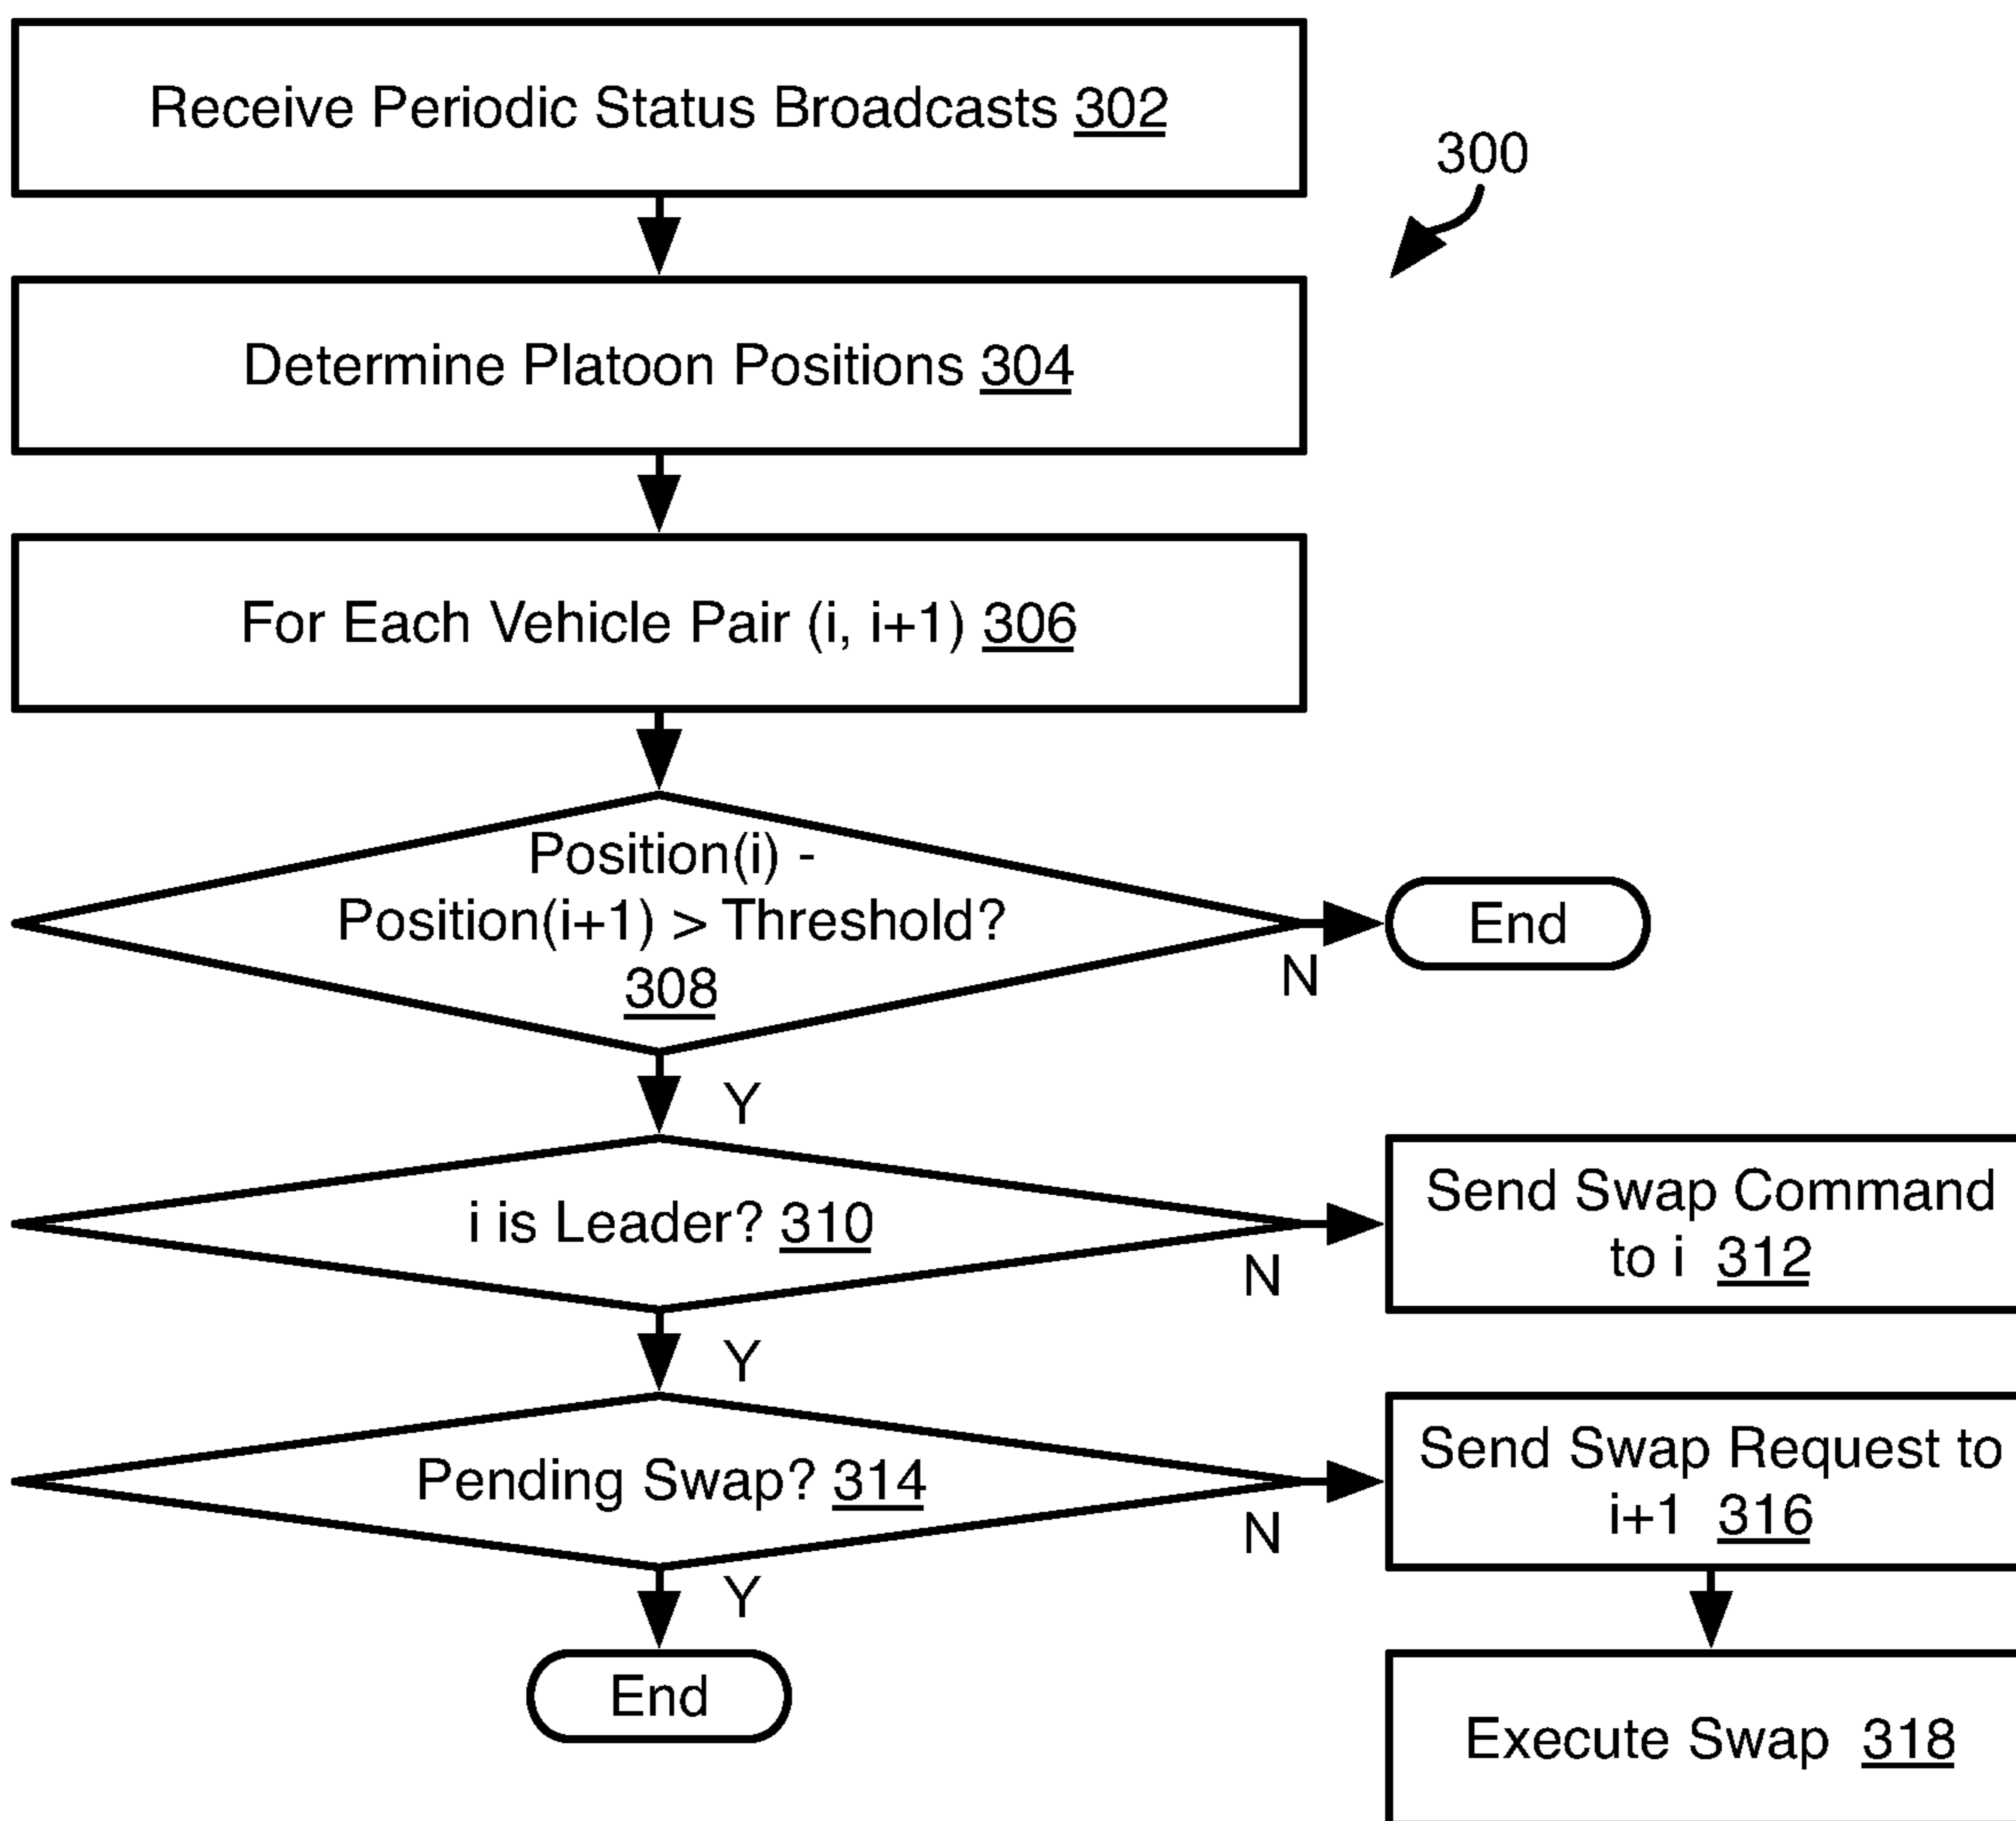 Receive Periodic Status Broadcasts 302
300
Determine Platoon Positions 304
For Each Vehicle Pair (i, i+1) 306
Position(i) -
Position(i+1) > Threshold?
308
N
End
Y
i is Leader? 310
N
Send Swap Command
to i 312
Y
Pending Swap? 314
N
Send Swap Request to
i+1 316
Y
End
Execute Swap 318